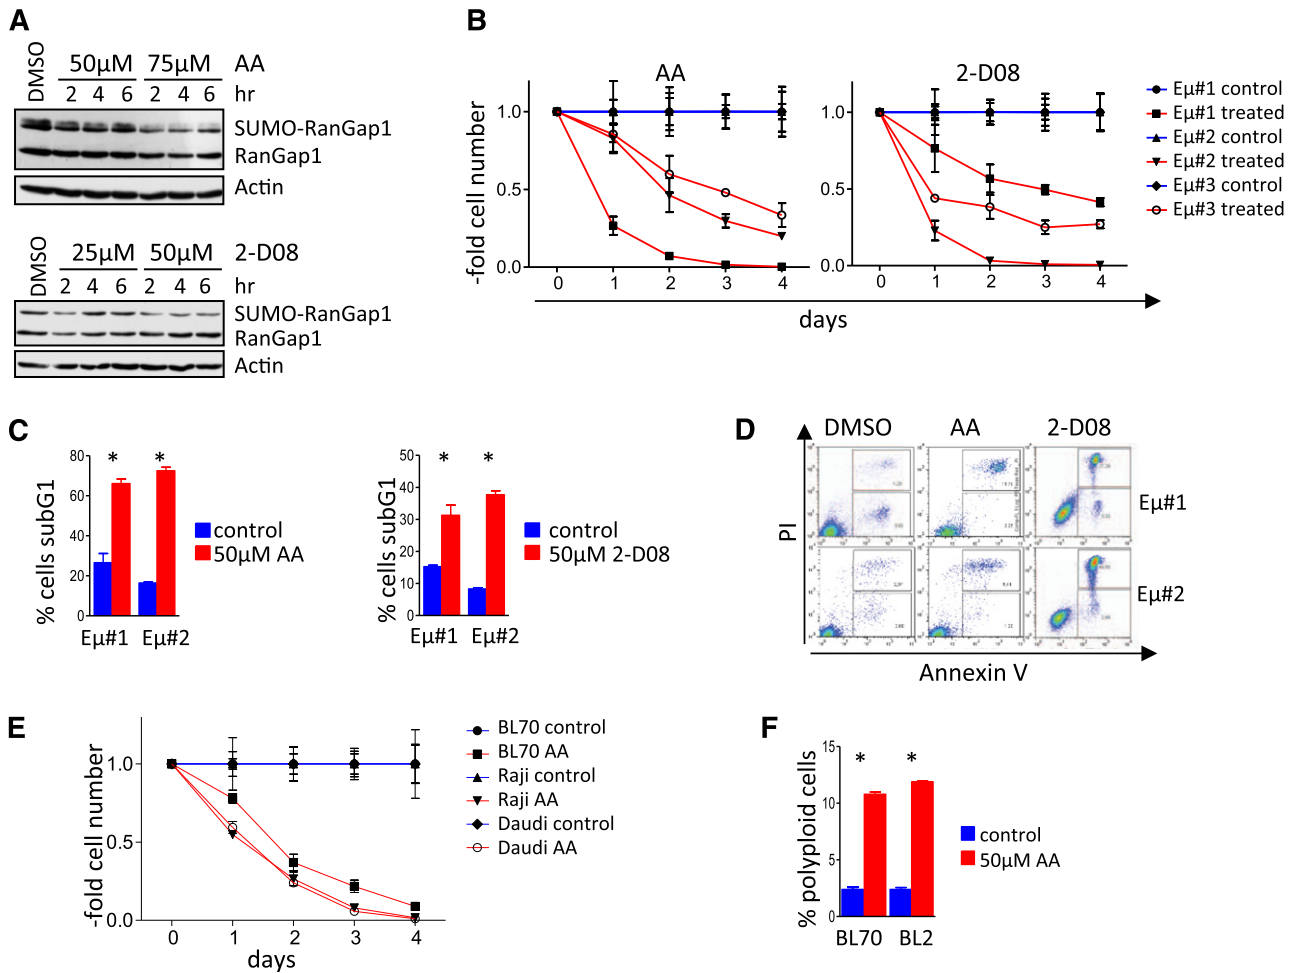 A
DMSO
50µM 75µM AA
2 4 6 2 4 6 hr
SUMO-RanGap1
RanGap1
Actin
DMSO
25µM 50µM 2-D08
2 4 6 2 4 6 hr
SUMO-RanGap1
RanGap1
Actin
B
AA
2-D08
-fold cell number
1.0
0.5
0.0
0 1 2 3 4
1.0
0.5
0.0
0 1 2 3 4
days
Eµ#1 control
Eµ#1 treated
Eµ#2 control
Eµ#2 treated
Eµ#3 control
Eµ#3 treated
C
% cells subG1
80
60
40
20
0
* *
Eµ#1 Eµ#2
control
50µM AA
% cells subG1
50
40
30
20
10
0
* *
Eµ#1 Eµ#2
control
50µM 2-D08
D
DMSO AA 2-D08
PI
Eµ#1
Eµ#2
Annexin V
E
-fold cell number
1.0
0.5
0.0
0 1 2 3 4
days
BL70 control
BL70 AA
Raji control
Raji AA
Daudi control
Daudi AA
F
% polyploid cells
15
10
5
0
* *
BL70 BL2
control
50µM AA